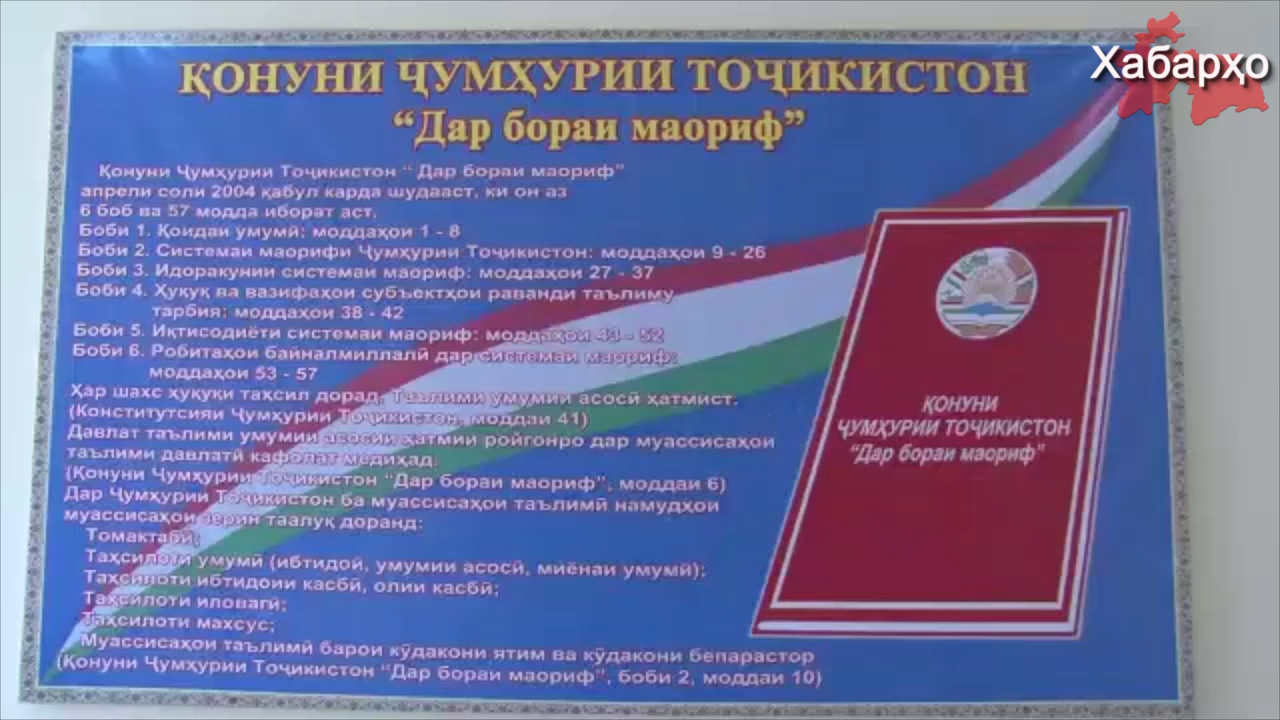 Хабарҳо
ҚОНУНИ ҶУМҲУРИИ ТОҶИКИСТОН
“Дар бораи маориф”
Қонуни Ҷумҳурии Тоҷикистон “ Дар бораи маориф”
апрели соли 2004 қабул карда шудааст, ки он аз
6 боб ва 57 модда иборат аст.
Боби 1. Қоидаи умумӣ: моддаҳои 1 - 8
Боби 2. Системаи маорифи Ҷумҳурии Тоҷикистон: моддаҳои 9 - 26
Боби 3. Идоракунии системаи маориф: моддаҳои 27 - 37
Боби 4. Ҳуқуқ ва вазифаҳои субъектҳои раванди таълиму
тарбия: моддаҳои 38 - 42
Боби 5. Иқтисодиёти системаи маориф: моддаҳои 43 - 52
Боби 6. Робитаҳои байналмиллалӣ дар системаи маориф:
моддаҳои 53 - 57
Ҳар шахс ҳуқуқи таҳсил дорад. Таълими умумии асосӣ ҳатмист.
(Конститутсияи Ҷумҳурии Тоҷикистон, моддаи 41)
Давлат таълими умумии асосии ҳатмии ройгонро дар муассисаҳои
таълими давлатӣ кафолат медиҳад.
(Қонуни Ҷумҳурии Тоҷикистон “Дар бораи маориф”, моддаи 6)
Дар Ҷумҳурии Тоҷикистон ба муассисаҳои таълимӣ намудҳои
муассисаҳои зерин таалуқ доранд:
Томактабӣ;
Таҳсилоти умумӣ (ибтидоӣ, умумии асосӣ, миёнаи умумӣ);
Таҳсилоти ибтидоии касбӣ, олии касбӣ;
Таҳсилоти иловагӣ;
Таҳсилоти махсус;
Муассисаҳои таълимӣ барои кӯдакони ятим ва кӯдакони бепарастор
(Қонуни Ҷумҳурии Тоҷикистон “Дар бораи маориф”, боби 2, моддаи 10)
ҚОНУНИ
ҶУМҲУРИИ ТОҶИКИСТОН
“Дар бораи маориф”